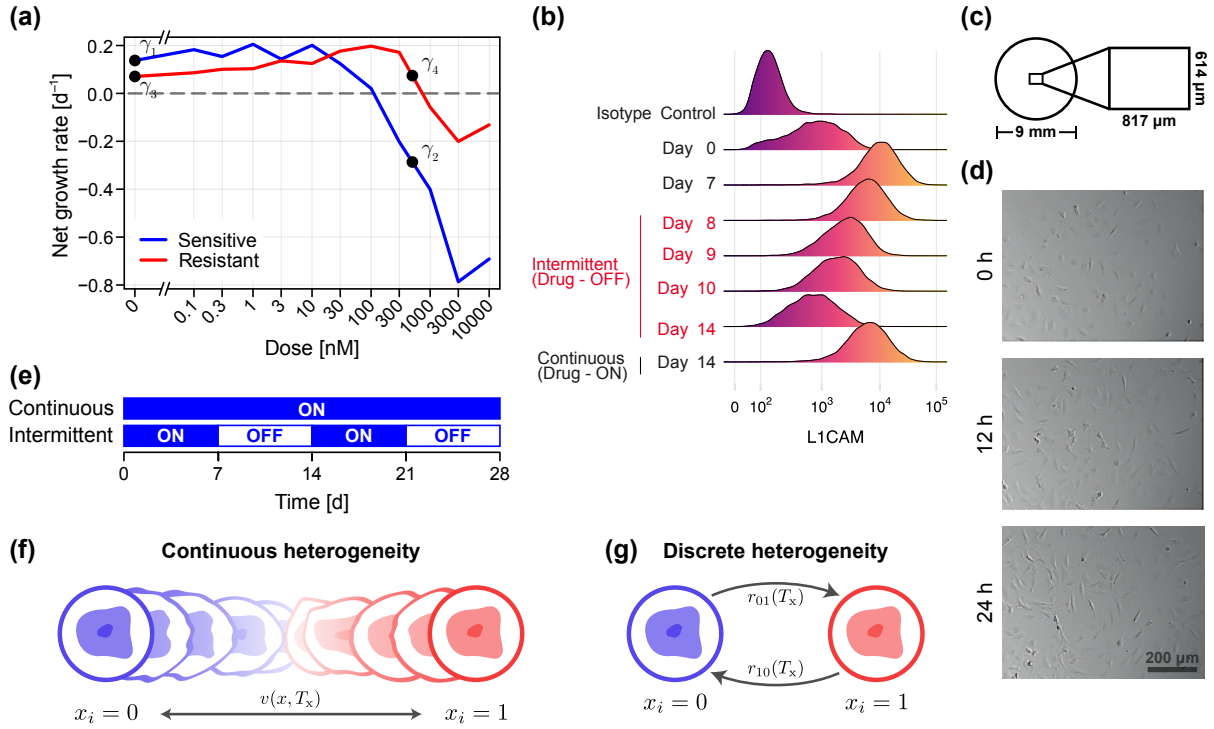 (a)
Net growth rate [d⁻¹]
0.2
0.0
−0.2
−0.4
−0.6
−0.8
γ₁
γ₃
γ₄
γ₂
Sensitive
Resistant
0 0.1 0.3 1 3 10 30 100 300 1000 3000 10000
Dose [nM]
(b)
Isotype Control
Day 0
Day 7
Day 8
Day 9
Intermittent
(Drug - OFF)
Day 10
Day 14
Continuous
(Drug - ON)
Day 14
0 10² 10³ 10⁴ 10⁵
L1CAM
(c)
9 mm
817 µm
614 µm
(d)
0 h
12 h
24 h
200 µm
(e)
Continuous ON
Intermittent ON OFF ON OFF
0 7 14 21 28
Time [d]
(f) Continuous heterogeneity
v(x, Tₓ)
xᵢ = 0
xᵢ = 1
(g) Discrete heterogeneity
r₀₁(Tₓ)
r₁₀(Tₓ)
xᵢ = 0
xᵢ = 1